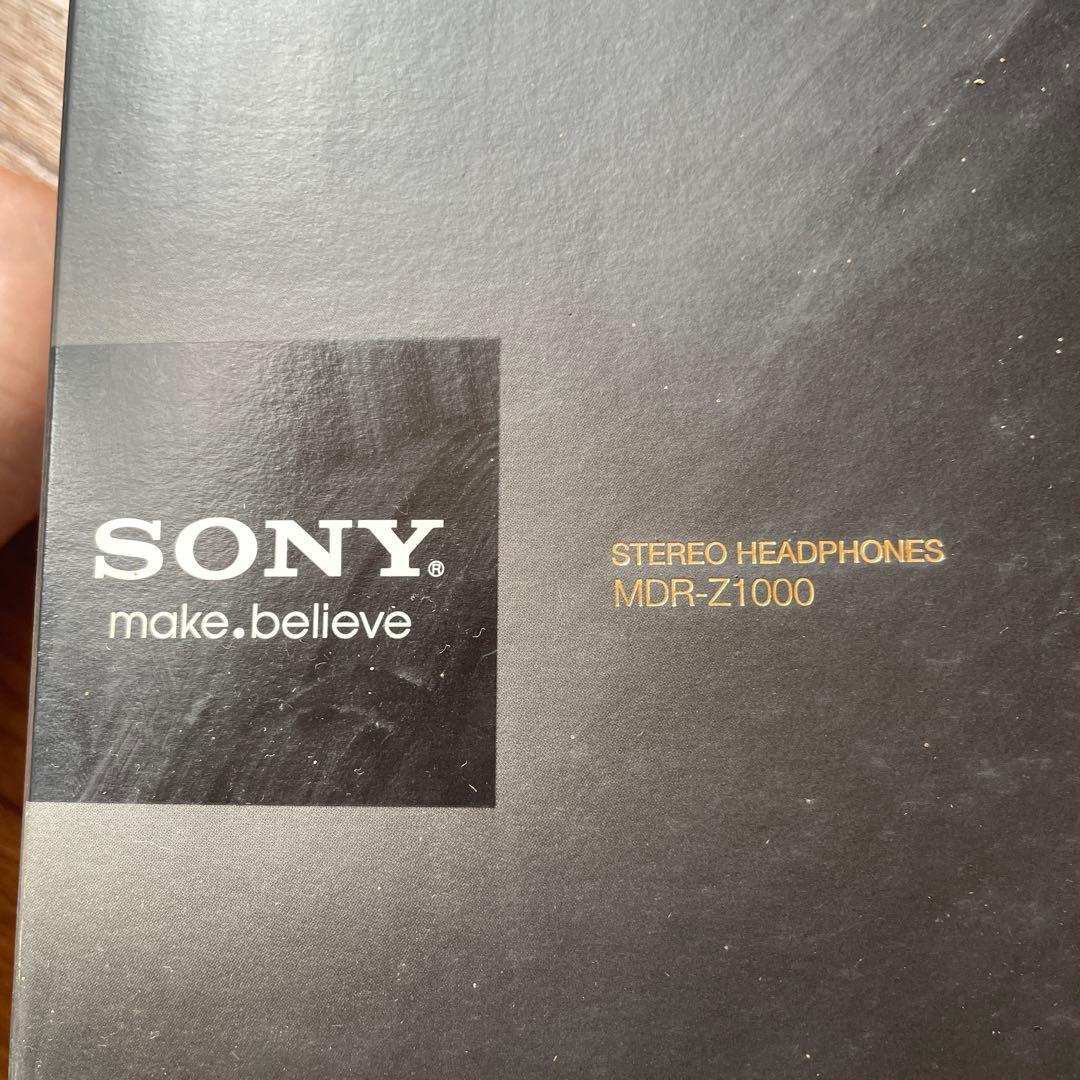 SONY®
make.believe
STEREO HEADPHONES
MDR-Z1000